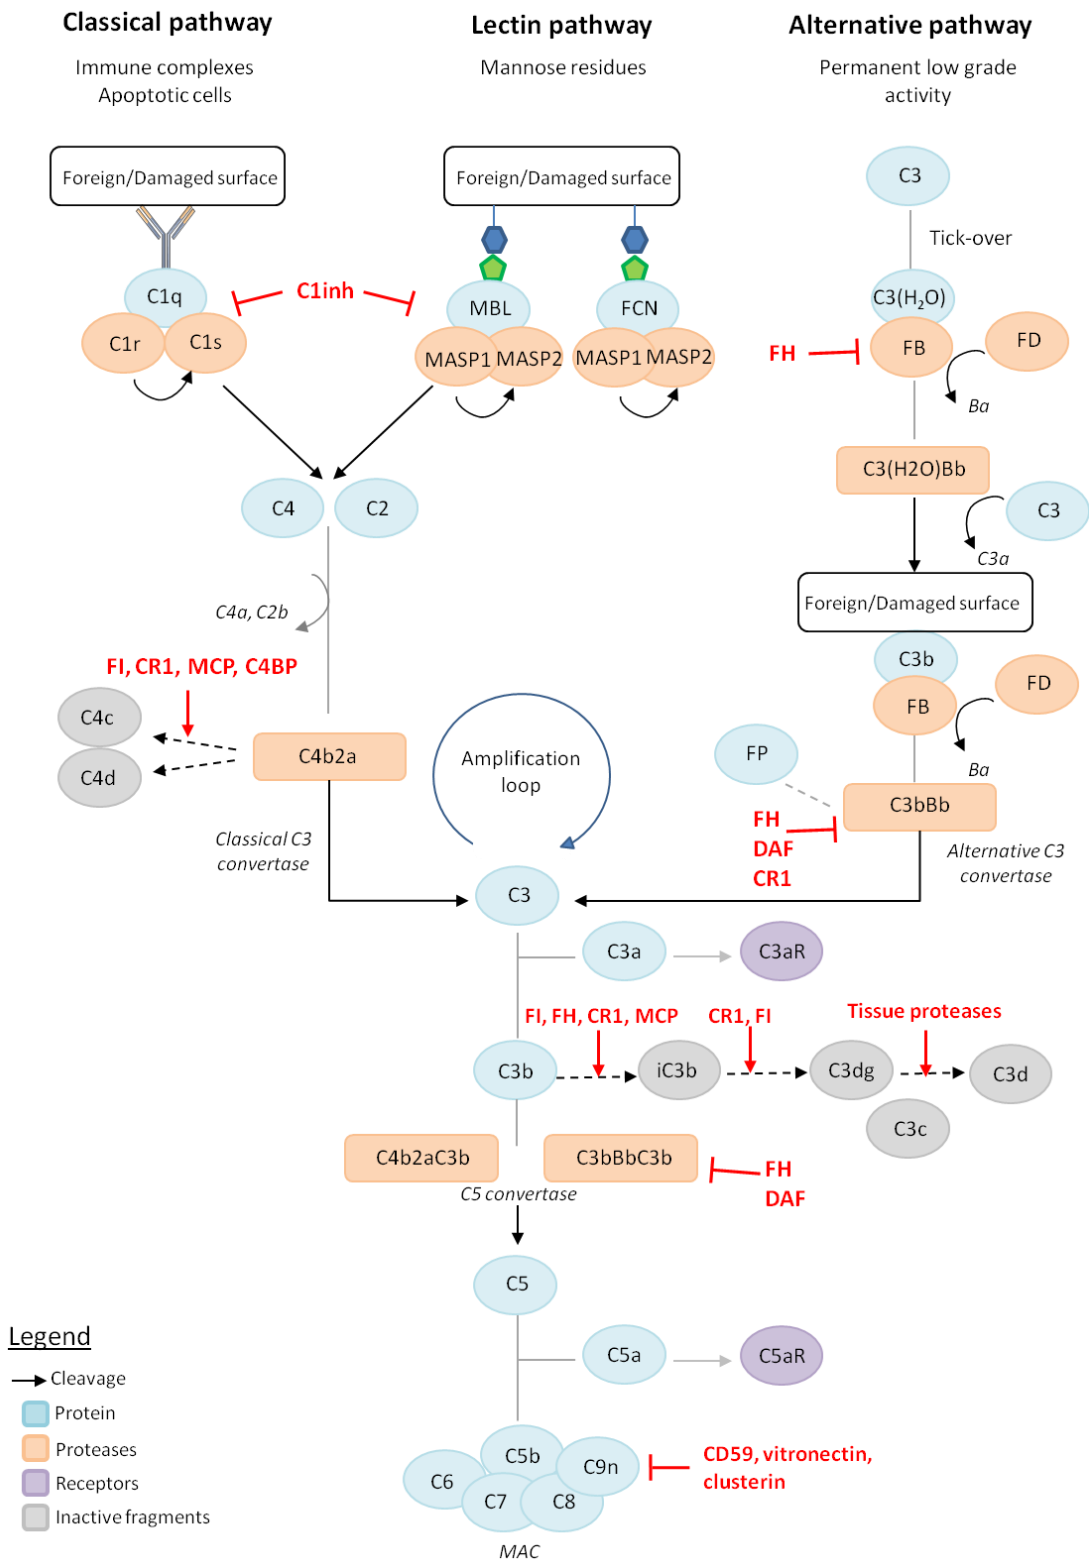 Classical pathway
Immune complexes
Apoptotic cells
Lectin pathway
Mannose residues
Alternative pathway
Permanent low grade
activity
Foreign/Damaged surface
Foreign/Damaged surface
C3
Tick-over
C1q
C1r
C1s
C1inh
MBL
MASP1
MASP2
FCN
MASP1
MASP2
C3(H₂O)
FB
FD
FH
Ba
C3(H2O)Bb
C3
C3a
C4
C2
C4a, C2b
Foreign/Damaged surface
C3b
FB
FD
Ba
FI, CR1, MCP, C4BP
C4c
C4d
C4b2a
Classical C3
convertase
Amplification
loop
FP
C3bBb
FH
DAF
CR1
Alternative C3
convertase
C3
C3a
C3aR
FI, FH, CR1, MCP
CR1, FI
Tissue proteases
C3b
iC3b
C3dg
C3d
C3c
C4b2aC3b
C3bBbC3b
C5 convertase
FH
DAF
C5
C5a
C5aR
C5b
C6
C7
C8
C9n
CD59, vitronectin,
clusterin
MAC
Legend
Cleavage
Protein
Proteases
Receptors
Inactive fragments